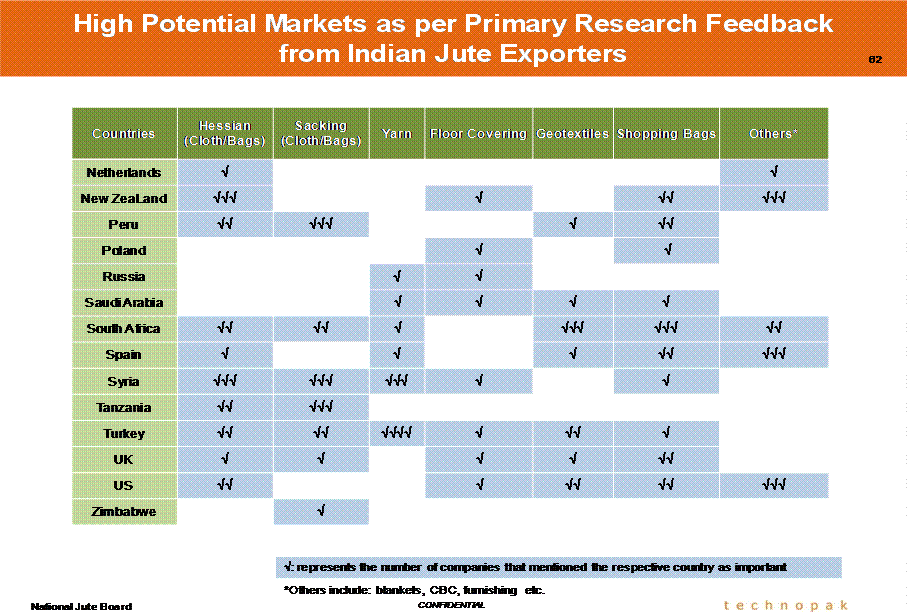 High Potential Markets as per Primary Research Feedback
from Indian Jute Exporters
62
Countries Hessian (Cloth/Bags) Sacking (Cloth/Bags) Yarn Floor Covering Geotextiles Shopping Bags Others*
Netherlands √ √
New ZeaLand √√√ √ √√ √√√
Peru √√ √√√ √ √√
Poland √ √
Russia √ √
Saudi Arabia √ √ √ √
South Africa √√ √√ √ √√√ √√√ √√
Spain √ √ √ √√ √√√
Syria √√√ √√√ √√√ √ √
Tanzania √√ √√√
Turkey √√ √√ √√√√ √ √√ √
UK √ √ √ √ √√
US √√ √ √√ √√ √√√
Zimbabwe √
√: represents the number of companies that mentioned the respective country as important
*Others include: blankets, CBC, furnishing etc.
National Jute Board CONFIDENTIAL technopak